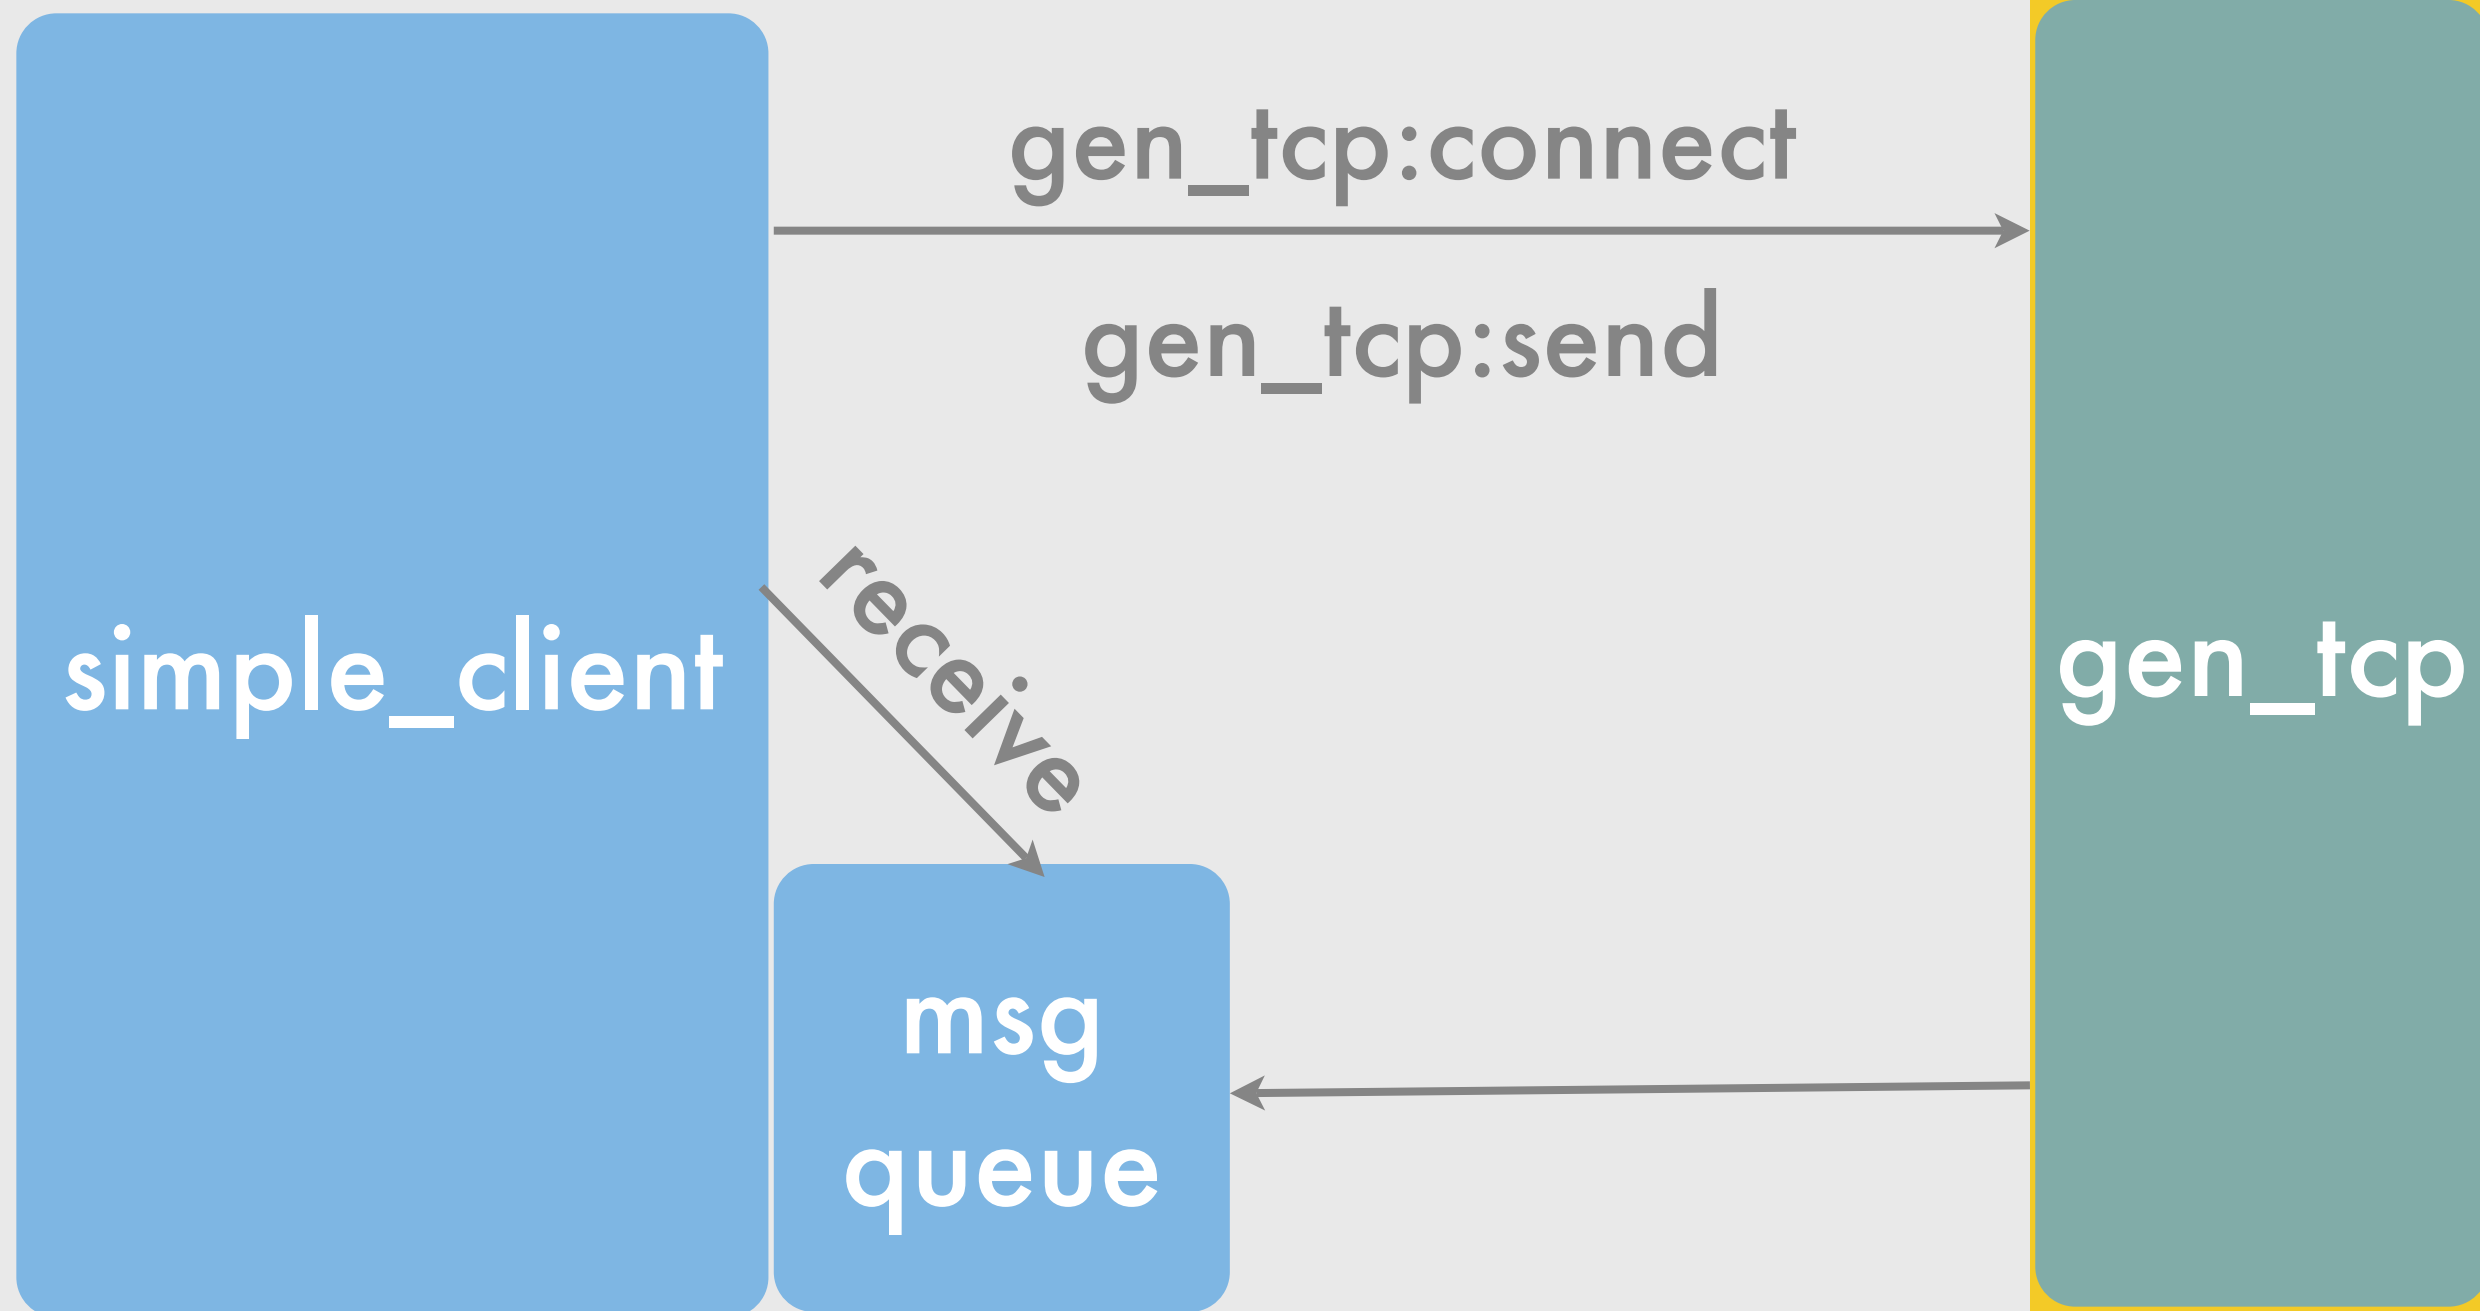 gen_tcp:connect
gen_tcp:send
receive
simple_client
gen_tcp
msg
queue